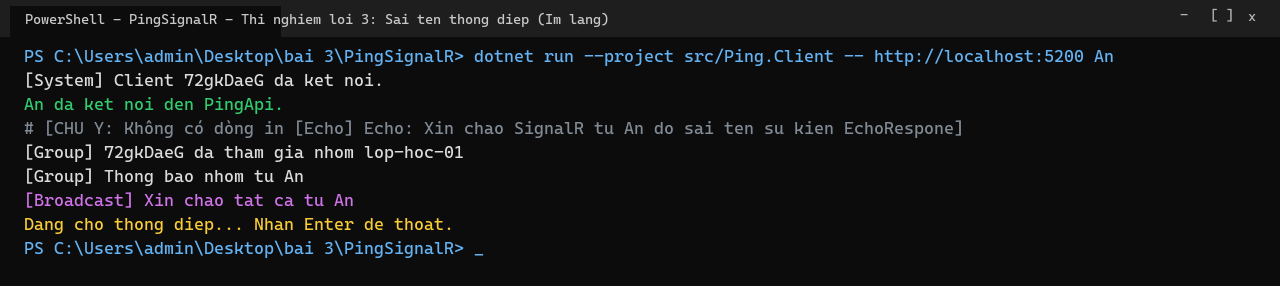 PowerShell - PingSignalR - Thi nghiem loi 3: Sai ten thong diep (Im lang)
- [ ] x
PS C:\Users\admin\Desktop\bai 3\PingSignalR> dotnet run --project src/Ping.Client -- http://localhost:5200 An
[System] Client 72gkDaeG da ket noi.
An da ket noi den PingApi.
# [CHU Y: Không có dòng in [Echo] Echo: Xin chao SignalR tu An do sai ten su kien EchoRespone]
[Group] 72gkDaeG da tham gia nhom lop-hoc-01
[Group] Thong bao nhom tu An
[Broadcast] Xin chao tat ca tu An
Dang cho thong diep... Nhan Enter de thoat.
PS C:\Users\admin\Desktop\bai 3\PingSignalR> _